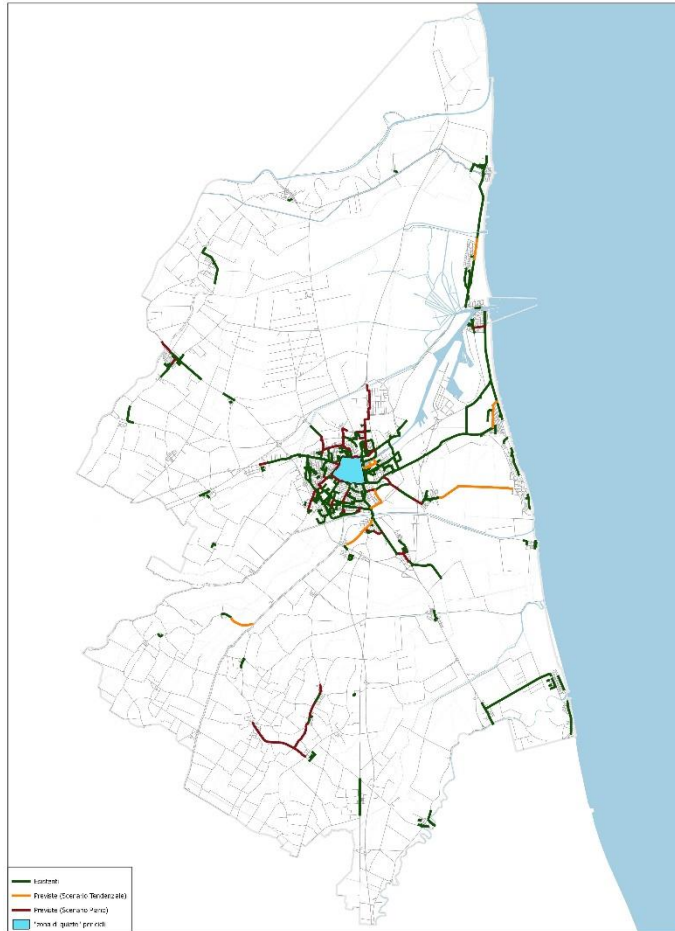 Esistenti
Previste (Scenario Tendenziale)
Previste (Scenario Piano)
"zona di quiete" per cicli